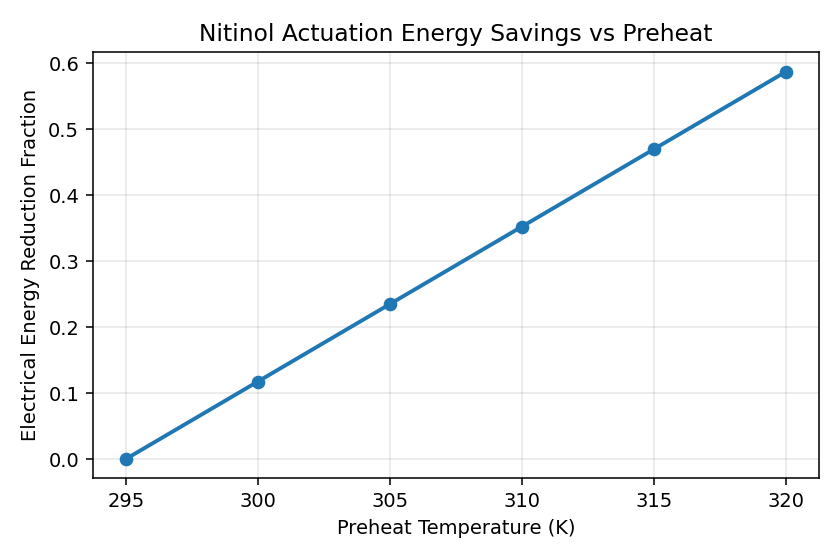 Nitinol Actuation Energy Savings vs Preheat
Electrical Energy Reduction Fraction
0.6
0.5
0.4
0.3
0.2
0.1
0.0
295 300 305 310 315 320
Preheat Temperature (K)